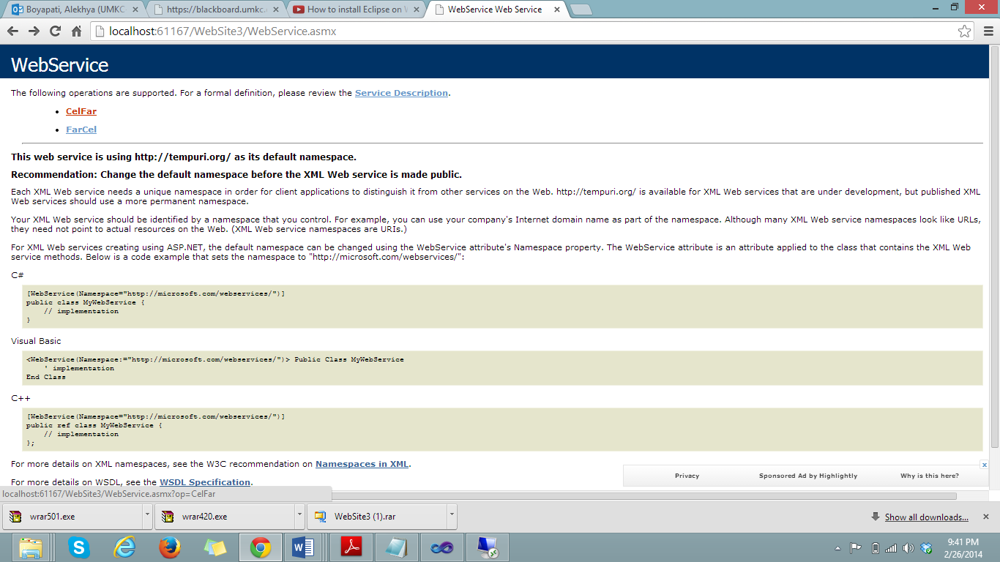 Boyapati, Alekhya (UMKC
https://blackboard.umkc.
How to install Eclipse on
WebService Web Service
localhost:61167/WebSite3/WebService.asmx
WebService
The following operations are supported. For a formal definition, please review the Service Description.
CelFar
FarCel
This web service is using http://tempuri.org/ as its default namespace.
Recommendation: Change the default namespace before the XML Web service is made public.
Each XML Web service needs a unique namespace in order for client applications to distinguish it from other services on the Web. http://tempuri.org/ is available for XML Web services that are under development, but published XML
Web services should use a more permanent namespace.
Your XML Web service should be identified by a namespace that you control. For example, you can use your company's Internet domain name as part of the namespace. Although many XML Web service namespaces look like URLs,
they need not point to actual resources on the Web. (XML Web service namespaces are URIs.)
For XML Web services creating using ASP.NET, the default namespace can be changed using the WebService attribute's Namespace property. The WebService attribute is an attribute applied to the class that contains the XML Web
service methods. Below is a code example that sets the namespace to "http://microsoft.com/webservices/":
C#
[WebService(Namespace="http://microsoft.com/webservices/")]
public class MyWebService {
// implementation
}
Visual Basic
<WebService(Namespace:="http://microsoft.com/webservices/")> Public Class MyWebService
' implementation
End Class
C++
[WebService(Namespace="http://microsoft.com/webservices/")]
public ref class MyWebService {
// implementation
};
For more details on XML namespaces, see the W3C recommendation on Namespaces in XML.
Privacy Sponsored Ad by Highlightly Why is this here?
For more details on WSDL, see the WSDL Specification.
localhost:61167/WebSite3/WebService.asmx?op=CelFar
wrar501.exe
wrar420.exe
WebSite3 (1).rar
Show all downloads...
9:41 PM
2/26/2014